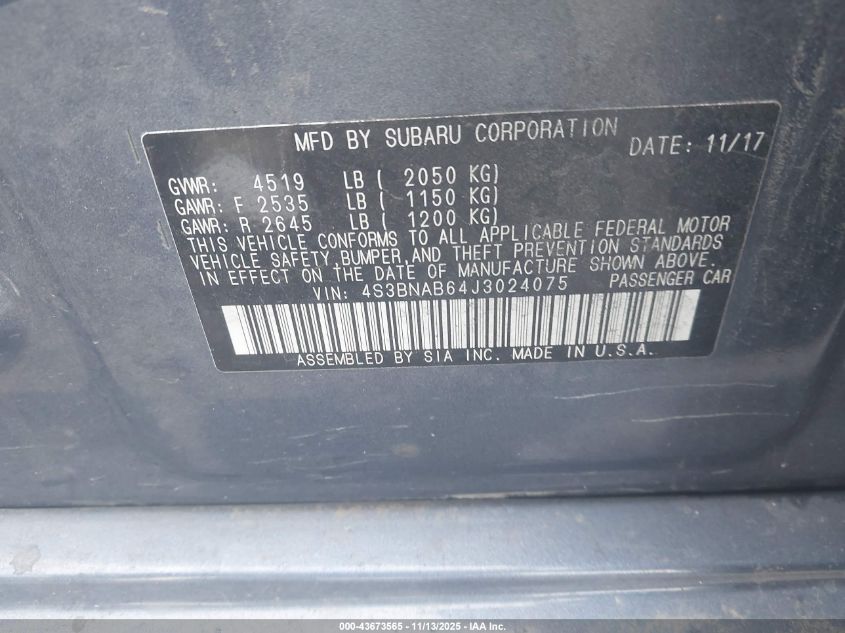 MFD BY SUBARU CORPORATION DATE: 11/17
GVWR: 4519 LB ( 2050 KG)
GAWR: F 2535 LB ( 1150 KG)
GAWR: R 2645 LB ( 1200 KG)
THIS VEHICLE CONFORMS TO ALL APPLICABLE FEDERAL MOTOR
VEHICLE SAFETY,BUMPER,AND THEFT PREVENTION STANDARDS
IN EFFECT ON THE DATE OF MANUFACTURE SHOWN ABOVE.
VIN: 4S3BNAB64J3024075 PASSENGER CAR
ASSEMBLED BY SIA INC. MADE IN U.S.A.
000-43673565 - 11/13/2025 - IAA, Inc.